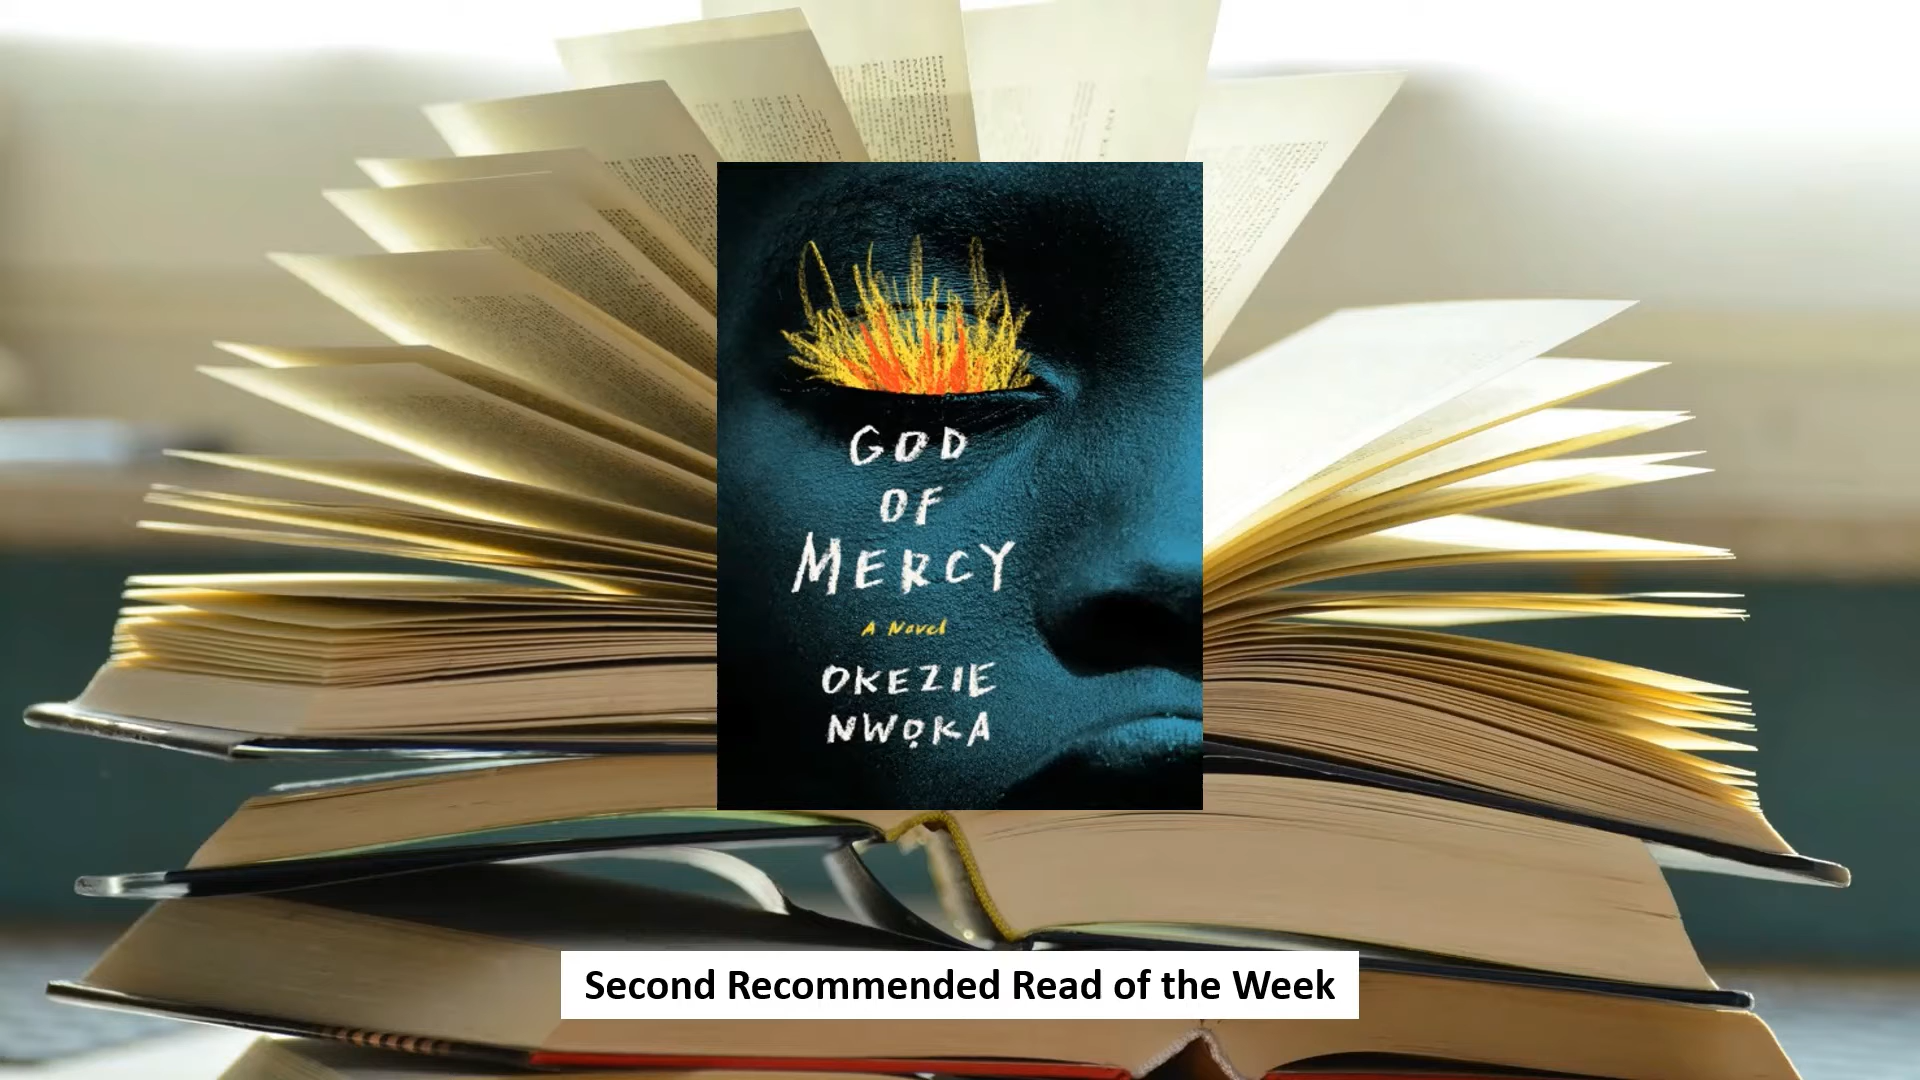 GOD
OF
MERCY
A Novel
OKEZIE
NWỌKA
Second Recommended Read of the Week